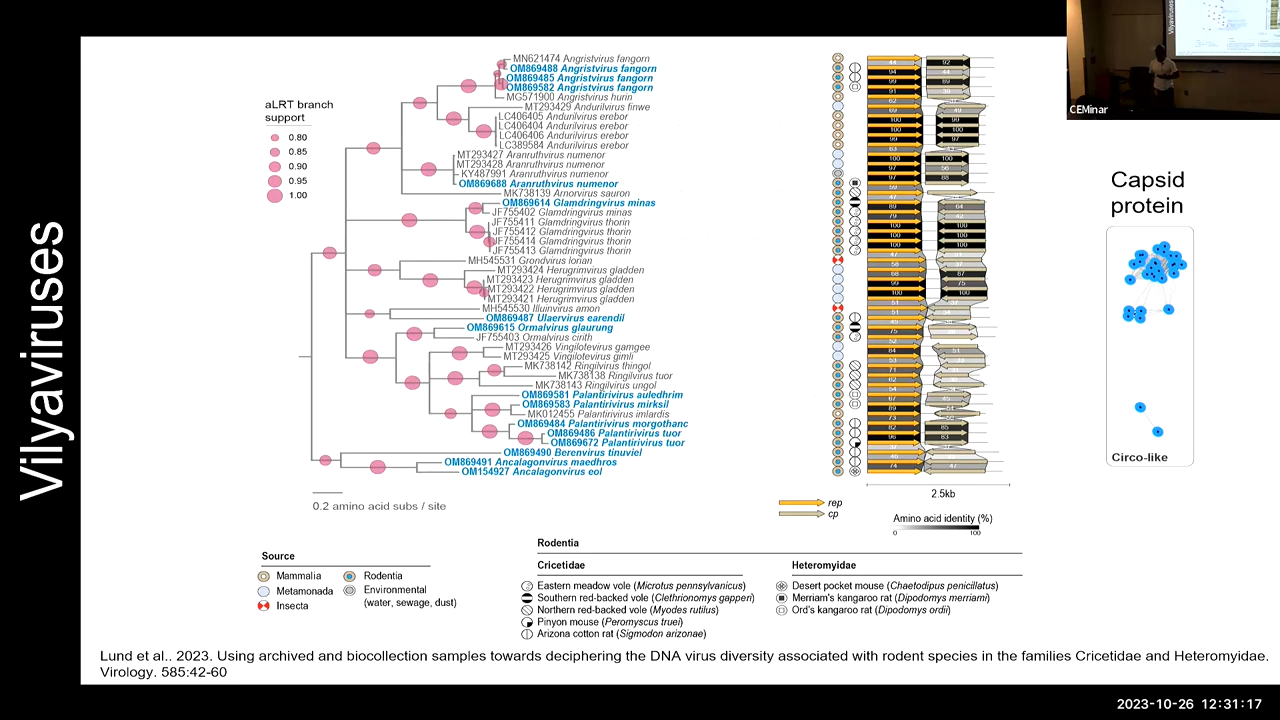 Vilyaviruses
aLRT branch
support
0.80
0.85
0.90
0.95
1.00
MN621474 Angristvirus fangorn
OM869488 Angristvirus fangorn
OM869485 Angristvirus fangorn
OM869582 Angristvirus fangorn
MG571900 Angristvirus hurin
MT293429 Andurilvirus finwe
LC406405 Andurilvirus erebor
LC406404 Andurilvirus erebor
LC406406 Andurilvirus erebor
LC382504 Andurilvirus erebor
MT293427 Aranruthvirus numenor
MT293428 Aranruthvirus numenor
KY487991 Aranruthvirus numenor
OM869688 Aranruthvirus numenor
MK738139 Arnorvirus sauron
OM869614 Glamdringvirus minas
JF755402 Glamdringvirus minas
JF755411 Glamdringvirus thorin
JF755412 Glamdringvirus thorin
JF755414 Glamdringvirus thorin
JF755413 Glamdringvirus thorin
MH545531 Grondvirus lorian
MT293424 Herugrimvirus gladden
MT293423 Herugrimvirus gladden
MT293422 Herugrimvirus gladden
MT293421 Herugrimvirus gladden
MH545530 Illuinvirus amon
OM869487 Ulaervirus earendil
OM869615 Ormalvirus glaurung
JF755403 Ormalvirus cirith
MT293426 Vingilotevirus gamgee
MT293425 Vingilotevirus gimli
MK738142 Ringilvirus thingol
MK738138 Ringilvirus tuor
MK738143 Ringilvirus ungol
OM869581 Palantirivirus auledhrim
OM869583 Palantirivirus mirksil
MK012455 Palantirivirus imlardis
OM869484 Palantirivirus morgothanc
OM869486 Palantirivirus tuor
OM869672 Palantirivirus tuor
OM869490 Berenvirus tinuviel
OM869491 Ancalagonvirus maedhros
OM154927 Ancalagonvirus eol
0.2 amino acid subs / site
2.5kb
rep
cp
Amino acid identity (%)
0 100
CEMinar
Capsid
protein
Circo-like
Source
Mammalia
Metamonada
Insecta
Rodentia
Environmental
(water, sewage, dust)
Rodentia
Cricetidae
Eastern meadow vole (Microtus pennsylvanicus)
Southern red-backed vole (Clethrionomys gapperi)
Northern red-backed vole (Myodes rutilus)
Pinyon mouse (Peromyscus truei)
Arizona cotton rat (Sigmodon arizonae)
Heteromyidae
Desert pocket mouse (Chaetodipus penicillatus)
Merriam's kangaroo rat (Dipodomys merriami)
Ord's kangaroo rat (Dipodomys ordii)
Lund et al.. 2023. Using archived and biocollection samples towards deciphering the DNA virus diversity associated with rodent species in the families Cricetidae and Heteromyidae.
Virology. 585:42-60
2023-10-26 12:31:17